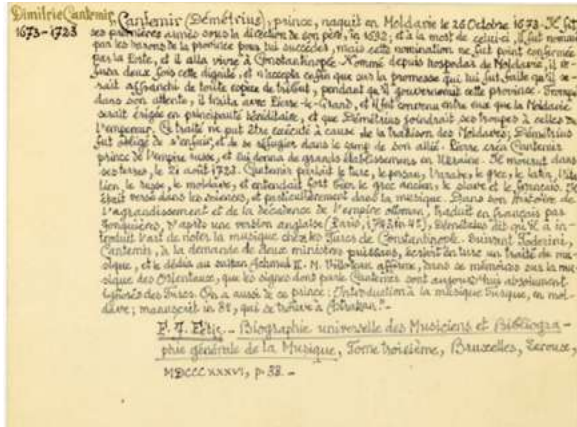 Dimitrie Cantemir
1673-1723
Cantemir (Démétrius), prince, naquit en Moldavie le 26 Octobre 1673. Il fit
ses premières armes sous la direction de son père, en 1692; et à la mort de celui-ci, il fut nommé
par les barons de la province pour lui succéder, mais cette nomination ne fut point confirmée
par la Porte, et il alla vivre à Constantinople. Nommé depuis hospodar de Moldavie, il re-
fusa deux fois cette dignité, et n'accepta enfin que sur la promesse qui lui fut faite qu'il se-
rait affranchi de toute espèce de tribut, pendant qu'il gouvernerait cette province. Trompé
dans son attente, il traita avec Pierre-le-Grand, et il fut convenu entre eux que la Moldavie
serait érigée en principauté héréditaire, et que Démétrius joindrait ses troupes à celles de
l'empereur. Ce traité ne put être exécuté à cause de la trahison des Moldaves; Démétrius
fut obligé de s'enfuir, et de se réfugier dans le camp de son allié. Pierre créa Cantemir
prince de l'empire russe, et lui donna de grands établissements en Ukraine. Il mourut dans
ses terres, le 21 août 1723. Cantemir parlait le turc, le persan, l'arabe, le grec, le latin, l'ita-
lien, le russe, le moldave, et entendait fort bien le grec ancien, le slave et le français. Il
était versé dans les sciences, et particulièrement dans la musique. Dans son Histoire de
l'agrandissement et de la décadence de l'empire ottoman, traduit en français par
Jonquières, d'après une version anglaise (Paris, 1743 in-4º), Démétrius dit qu'il a in-
troduit l'art de noter la musique chez les Turcs de Constantinople. Suivant Toderini,
Cantemir, à la demande de deux ministres puissans, écrivit en turc un traité de mu-
sique, et le dédia au sultan Achmed II. M. Villoteau affirme, dans ses mémoires sur la mu-
sique des Orientaux, que les signes dont parle Cantemir sont aujourd'hui absolument
ignorés des Turcs. On a aussi de ce prince: Introduction à la musique turque, en mol-
dave; manuscrit in 8º, qui se trouve à Astrakan."
F. J. Fétis. - Biographie universelle des Musiciens et Bibliogra-
phie générale de la Musique, Tome troisième, Bruxelles, Leroux,
MDCCCXXXVI, p. 38. -